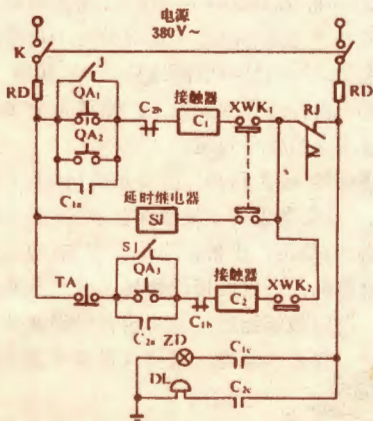 电源
380V~
K
RD
RD
J
QA₁
QA₂
C₁ₐ
C₂b
接触器
C₁
XWK₁
RJ
延时继电器
SJ
SJ
QA₃
TA
C₂ₐ
C₁b
接触器
C₂
XWK₂
ZD
C₁c
DL
C₂c